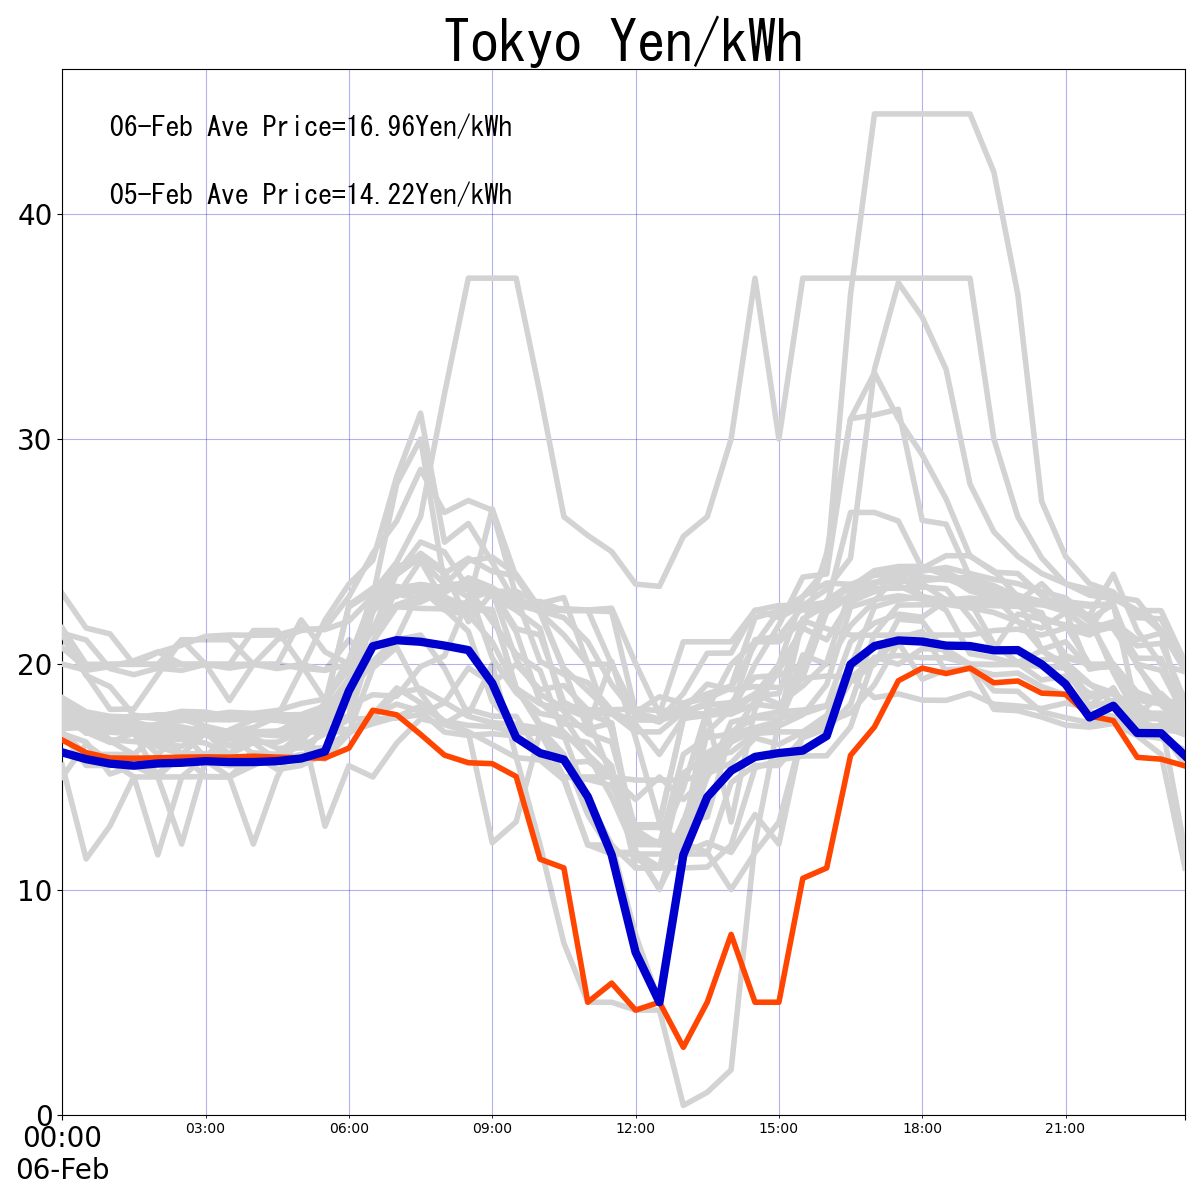 Tokyo Yen/kWh
06-Feb Ave Price=16.96Yen/kWh
05-Feb Ave Price=14.22Yen/kWh
40
30
20
10
0
00:00 03:00 06:00 09:00 12:00 15:00 18:00 21:00
06-Feb